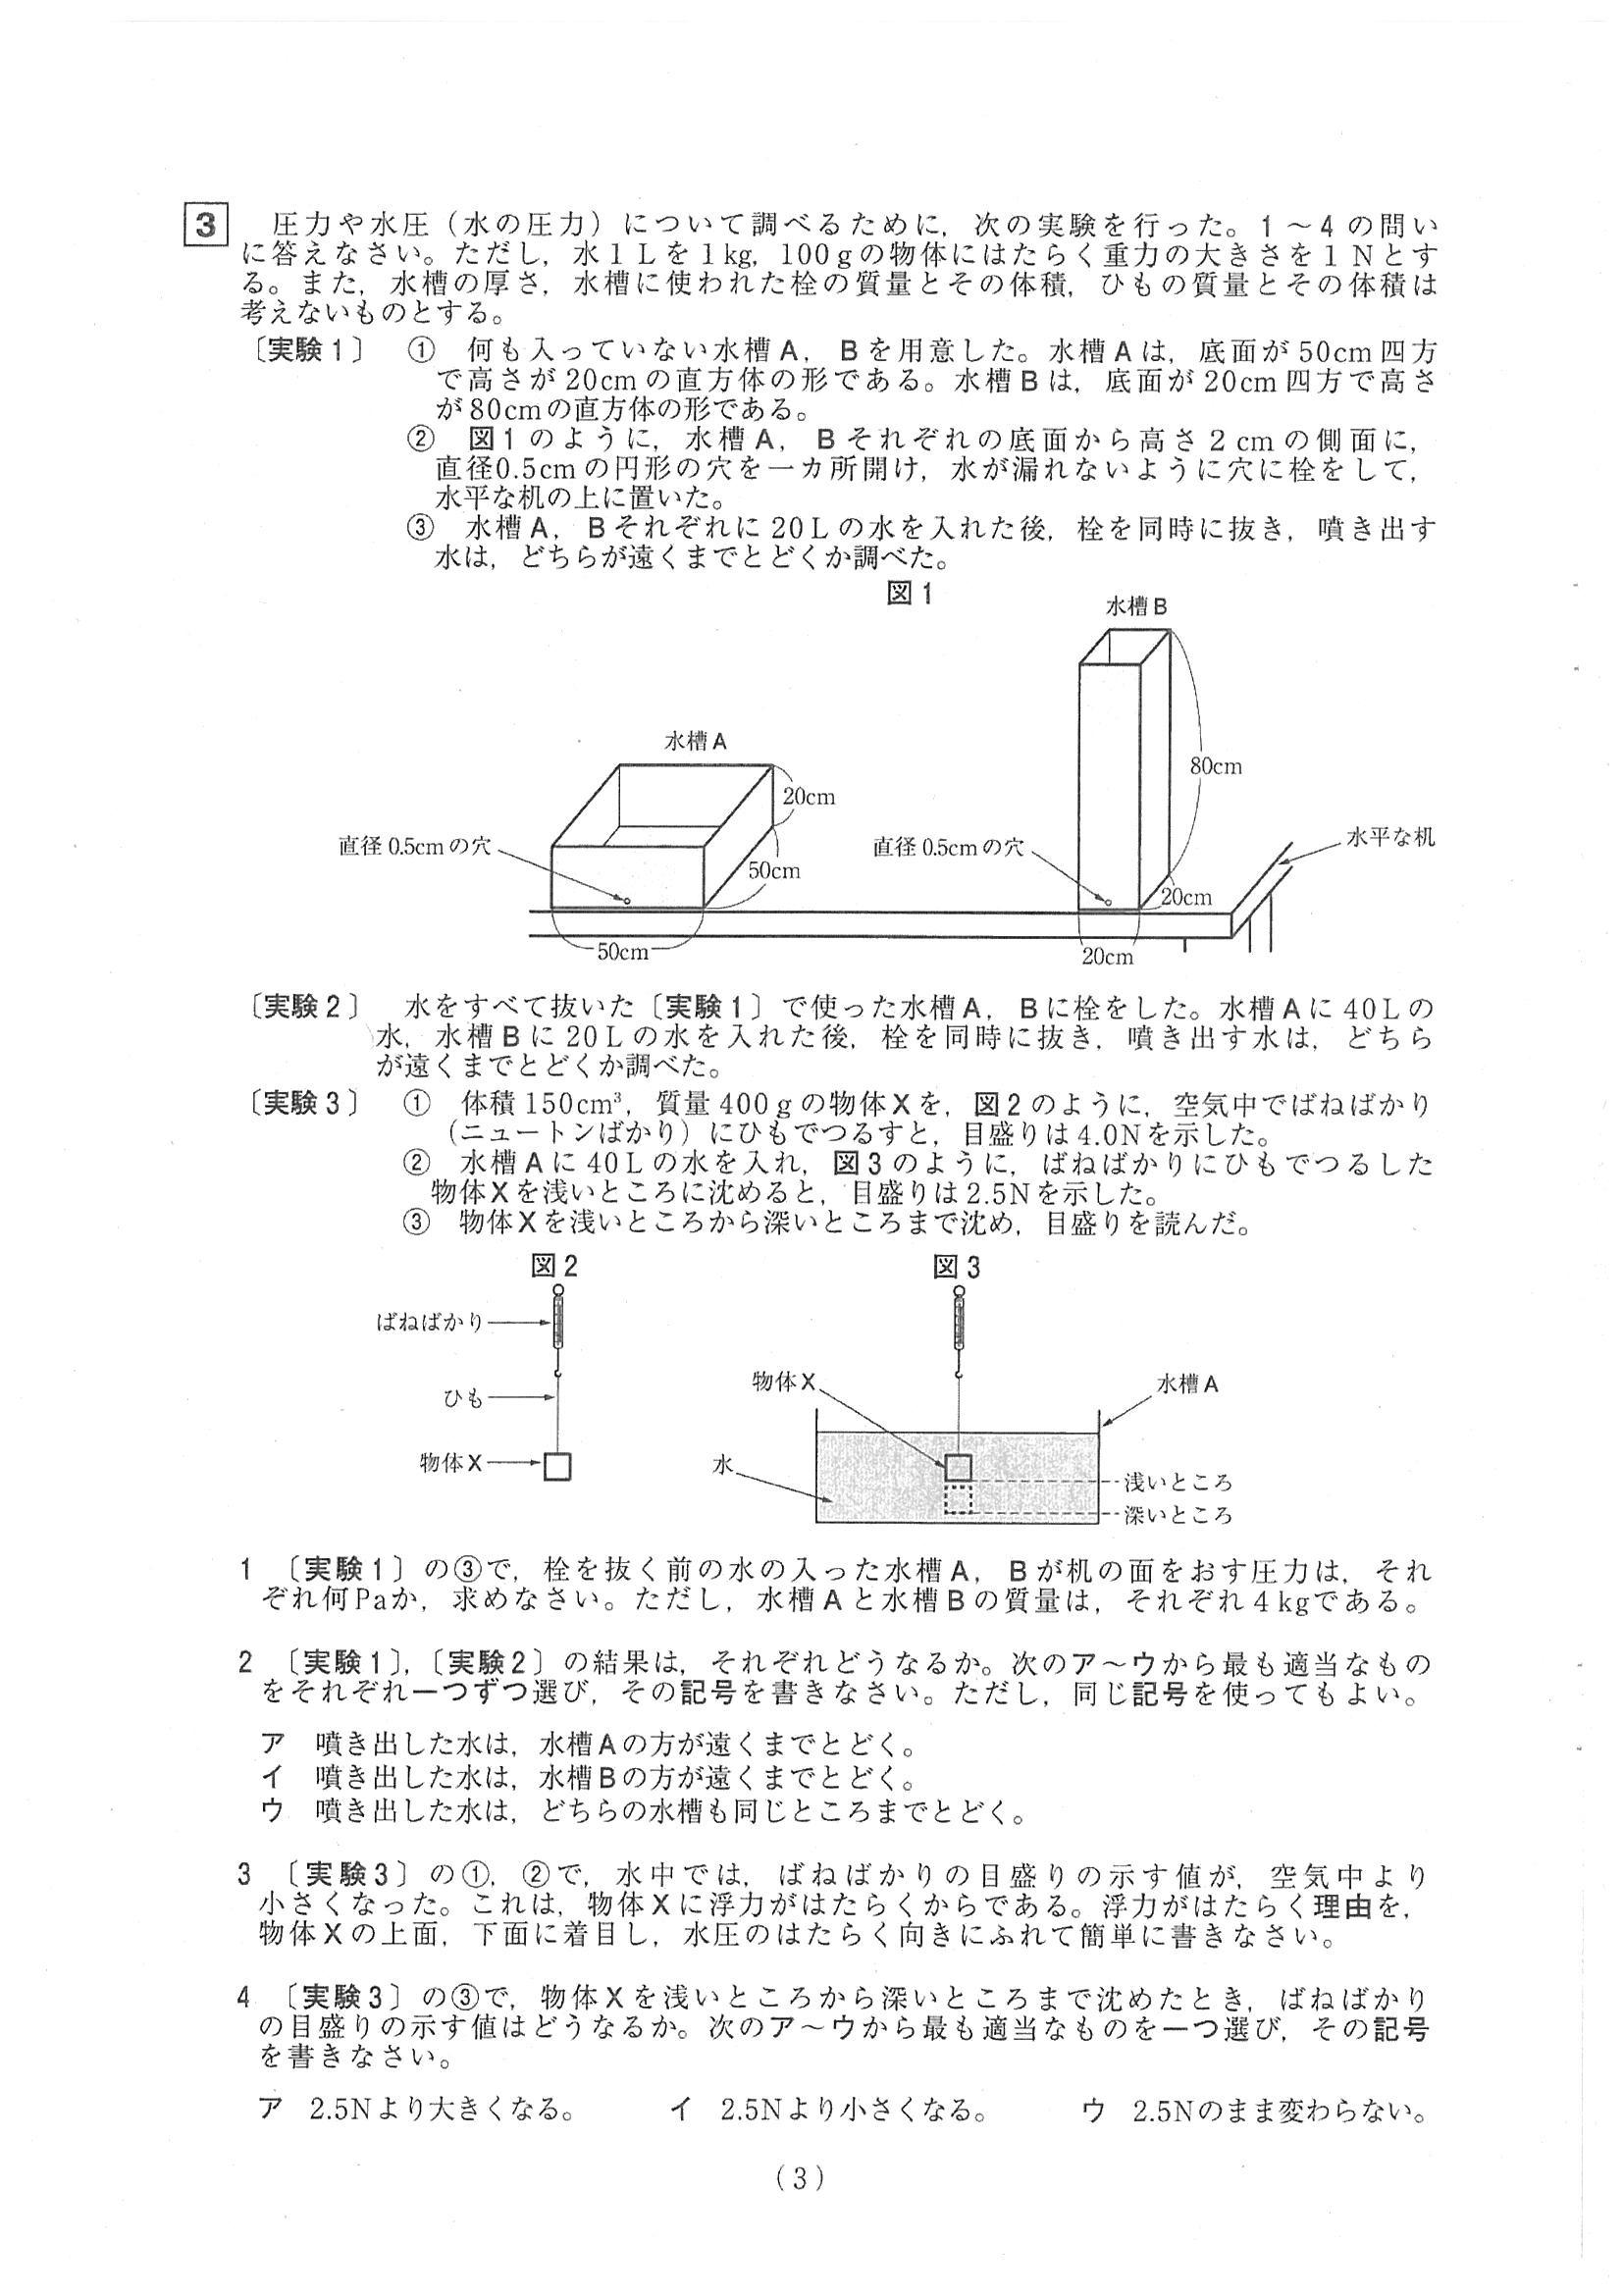 3 圧力や水圧（水の圧力）について調べるために，次の実験を行った。1～4の問い
に答えなさい。ただし，水1Lを1kg，100gの物体にはたらく重力の大きさを1Nとす
る。また，水槽の厚さ，水槽に使われた栓の質量とその体積，ひもの質量とその体積は
考えないものとする。
〔実験1〕 ① 何も入っていない水槽A，Bを用意した。水槽Aは，底面が50cm四方
で高さが20cmの直方体の形である。水槽Bは，底面が20cm四方で高さ
が80cmの直方体の形である。
② 図1のように，水槽A，Bそれぞれの底面から高さ2cmの側面に，
直径0.5cmの円形の穴を一カ所開け，水が漏れないように穴に栓をして，
水平な机の上に置いた。
③ 水槽A，Bそれぞれに20Lの水を入れた後，栓を同時に抜き，噴き出す
水は，どちらが遠くまでとどくか調べた。
図1
水槽B
水槽A
80cm
20cm
直径0.5cmの穴
直径0.5cmの穴
水平な机
50cm
20cm
50cm
20cm
〔実験2〕 水をすべて抜いた〔実験1〕で使った水槽A，Bに栓をした。水槽Aに40Lの
水，水槽Bに20Lの水を入れた後，栓を同時に抜き，噴き出す水は，どちら
が遠くまでとどくか調べた。
〔実験3〕 ① 体積150cm³，質量400gの物体Xを，図2のように，空気中でばねばかり
（ニュートンばかり）にひもでつるすと，目盛りは4.0Nを示した。
② 水槽Aに40Lの水を入れ，図3のように，ばねばかりにひもでつるした
物体Xを浅いところに沈めると，目盛りは2.5Nを示した。
③ 物体Xを浅いところから深いところまで沈め，目盛りを読んだ。
図2
図3
ばねばかり
物体X
水槽A
ひも
物体X
水
浅いところ
深いところ
1 〔実験1〕の③で，栓を抜く前の水の入った水槽A，Bが机の面をおす圧力は，それ
ぞれ何Paか，求めなさい。ただし，水槽Aと水槽Bの質量は，それぞれ4kgである。
2 〔実験1〕，〔実験2〕の結果は，それぞれどうなるか。次のア～ウから最も適当なもの
をそれぞれ一つずつ選び，その記号を書きなさい。ただし，同じ記号を使ってもよい。
ア 噴き出した水は，水槽Aの方が遠くまでとどく。
イ 噴き出した水は，水槽Bの方が遠くまでとどく。
ウ 噴き出した水は，どちらの水槽も同じところまでとどく。
3 〔実験3〕の①，②で，水中では，ばねばかりの目盛りの示す値が，空気中より
小さくなった。これは，物体Xに浮力がはたらくからである。浮力がはたらく理由を，
物体Xの上面，下面に着目し，水圧のはたらく向きにふれて簡単に書きなさい。
4 〔実験3〕の③で，物体Xを浅いところから深いところまで沈めたとき，ばねばかり
の目盛りの示す値はどうなるか。次のア～ウから最も適当なものを一つ選び，その記号
を書きなさい。
ア 2.5Nより大きくなる。 イ 2.5Nより小さくなる。 ウ 2.5Nのまま変わらない。
（3）